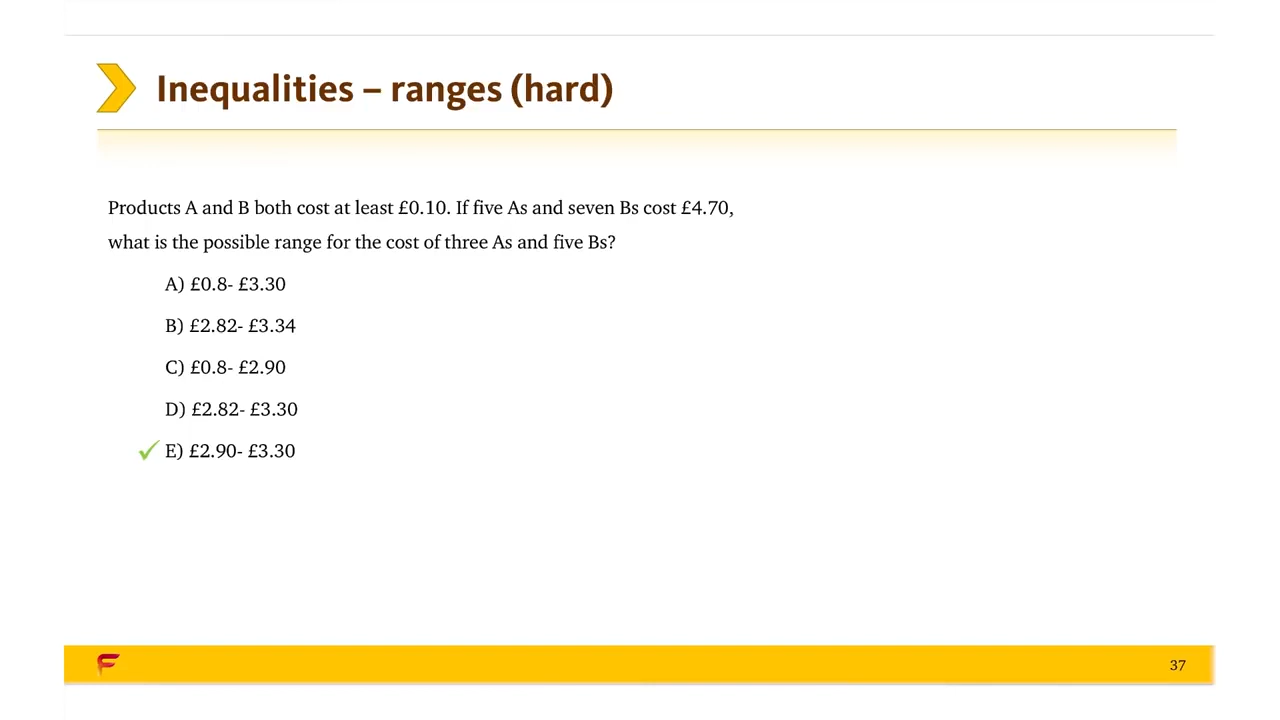 Inequalities – ranges (hard)
Products A and B both cost at least £0.10. If five As and seven Bs cost £4.70,
what is the possible range for the cost of three As and five Bs?
A) £0.8- £3.30
B) £2.82- £3.34
C) £0.8- £2.90
D) £2.82- £3.30
E) £2.90- £3.30
37